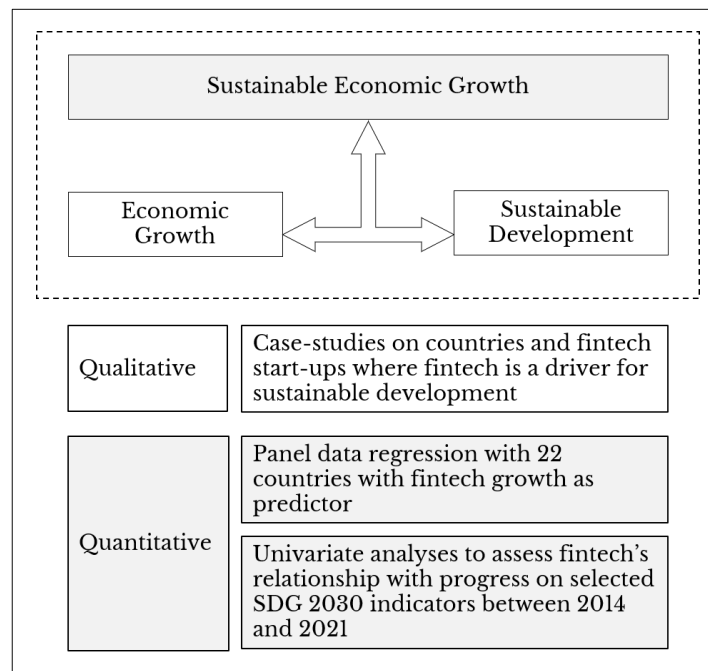 Sustainable Economic Growth
Economic
Growth
Sustainable
Development
Qualitative
Case-studies on countries and fintech
start-ups where fintech is a driver for
sustainable development
Quantitative
Panel data regression with 22
countries with fintech growth as
predictor
Univariate analyses to assess fintech’s
relationship with progress on selected
SDG 2030 indicators between 2014
and 2021